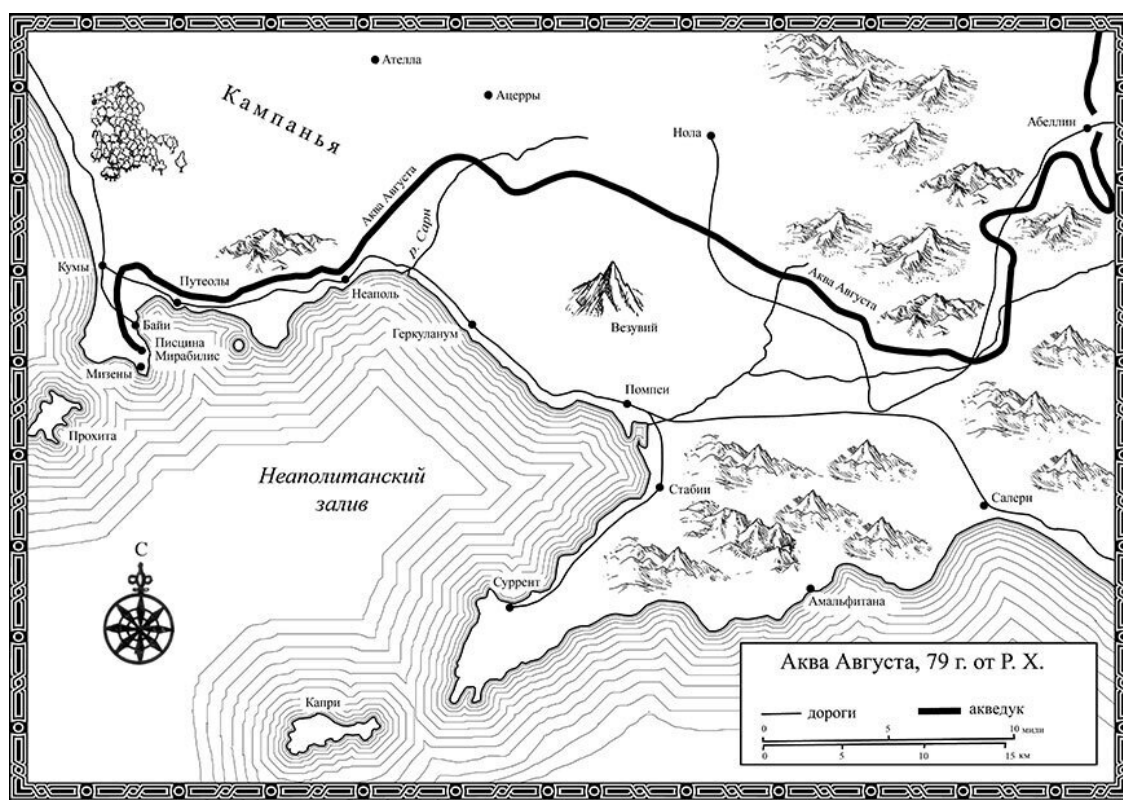 Ателла
Ацерры
Кампанья
Нола
Абеллин
Аква Августа
р. Сарн
Кумы
Путеолы
Неаполь
Аква Августа
Байи
Писцина
Мирабилис
Мизены
Геркуланум
Везувий
Прохита
Помпеи
Неаполитанский
залив
Стабии
Салерн
С
Суррент
Амальфитана
Капри
Аква Августа, 79 г. от Р. Х.
дороги акведук
0 5 10 мили
0 5 10 15 км